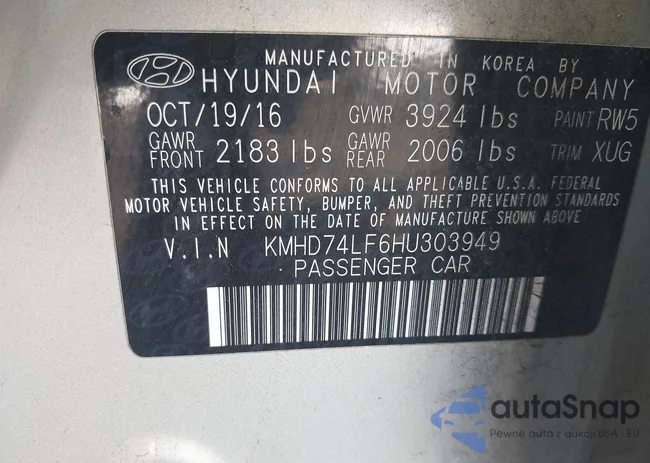 MANUFACTURED IN KOREA BY
HYUNDAI MOTOR COMPANY
OCT/19/16 GVWR 3924 lbs PAINT RW5
GAWR FRONT 2183 lbs GAWR REAR 2006 lbs TRIM XUG
THIS VEHICLE CONFORMS TO ALL APPLICABLE U.S.A. FEDERAL
MOTOR VEHICLE SAFETY, BUMPER, AND THEFT PREVENTION STANDARDS
IN EFFECT ON THE DATE OF MANUFACTURE SHOWN ABOVE
V.I.N KMHD74LF6HU303949
PASSENGER CAR
autaSnap
Pewne auta z aukcji USA - EU